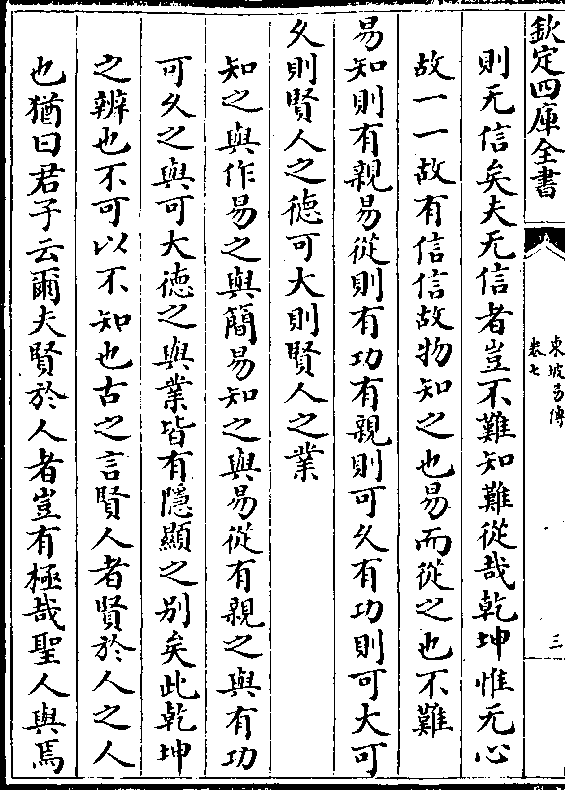 欽定四庫全書
東坡易傳
卷七
三
則无信矣夫无信者豈不難知難從哉乾坤惟无心
故一一故有信信故物知之也易而從之也不難
易知則有親易從則有功有親則可久有功則可大可
久則賢人之德可大則賢人之業
知之與作易之與簡易知之與易從有親之與有功
可久之與可大德之與業皆有隱顯之別矣此乾坤
之辨也不可以不知也古之言賢人者賢於人之人
也猶曰君子云爾夫賢於人者豈有極哉聖人與焉